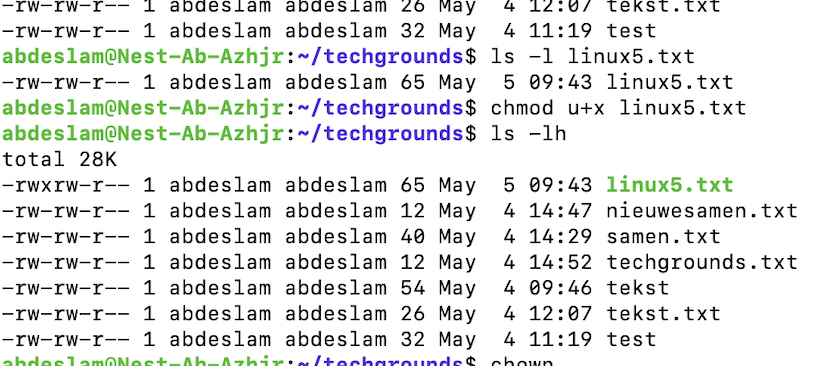 -rw-rw-r-- 1 abdeslam abdeslam 26 May  4 12:07 tekst.txt
-rw-rw-r-- 1 abdeslam abdeslam 32 May  4 11:19 test
abdeslam@Nest-Ab-Azhjr:~/techgrounds$ ls -l linux5.txt
-rw-rw-r-- 1 abdeslam abdeslam 65 May  5 09:43 linux5.txt
abdeslam@Nest-Ab-Azhjr:~/techgrounds$ chmod u+x linux5.txt
abdeslam@Nest-Ab-Azhjr:~/techgrounds$ ls -lh
total 28K
-rwxrw-r-- 1 abdeslam abdeslam 65 May  5 09:43 linux5.txt
-rw-rw-r-- 1 abdeslam abdeslam 12 May  4 14:47 nieuwesamen.txt
-rw-rw-r-- 1 abdeslam abdeslam 40 May  4 14:29 samen.txt
-rw-rw-r-- 1 abdeslam abdeslam 12 May  4 14:52 techgrounds.txt
-rw-rw-r-- 1 abdeslam abdeslam 54 May  4 09:46 tekst
-rw-rw-r-- 1 abdeslam abdeslam 26 May  4 12:07 tekst.txt
-rw-rw-r-- 1 abdeslam abdeslam 32 May  4 11:19 test
abdeslam@Nest-Ab-Azhjr:~/techgrounds$ chown